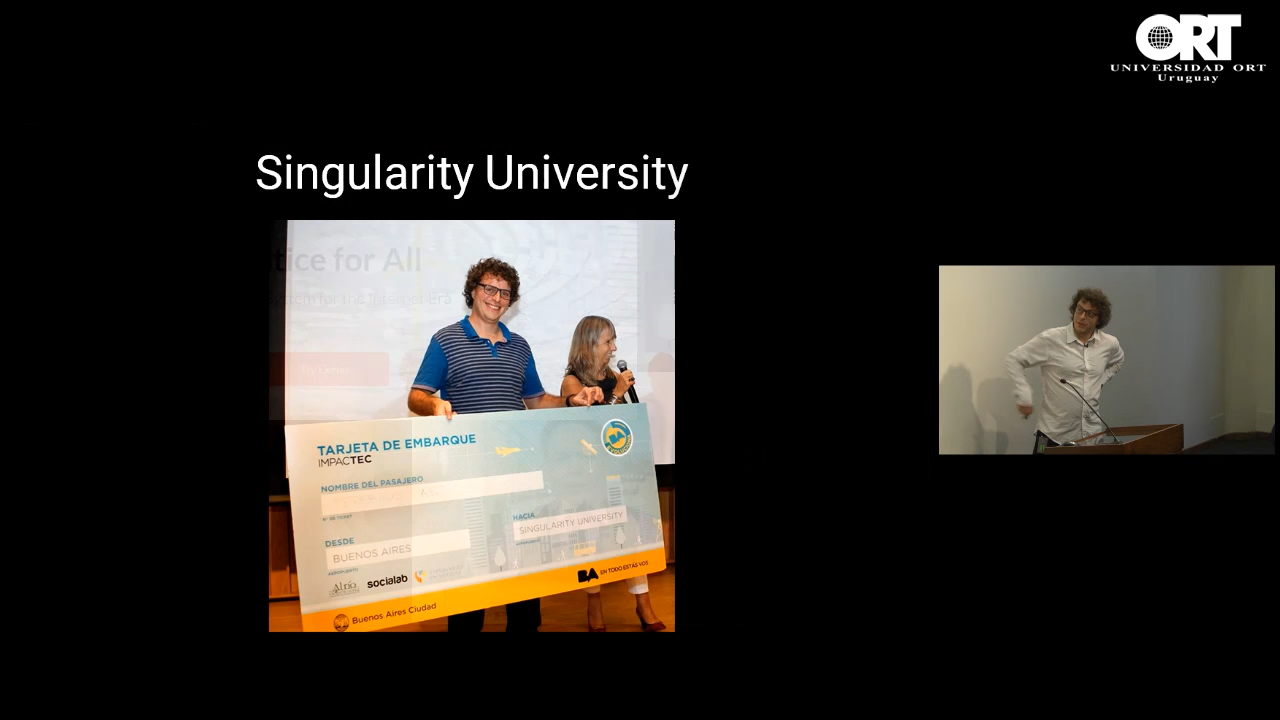 ORT
UNIVERSIDAD ORT
Uruguay
Singularity University
tice for All
em for the Internet Era
TARJETA DE EMBARQUE
IMPACTEC
NOMBRE DEL PASAJERO
N° DE TICKET
HACIA
SINGULARITY UNIVERSITY
DESDE
BUENOS AIRES
AEROPUERTO
socialab
BA EN TODO ESTÁS VOS
Buenos Aires Ciudad